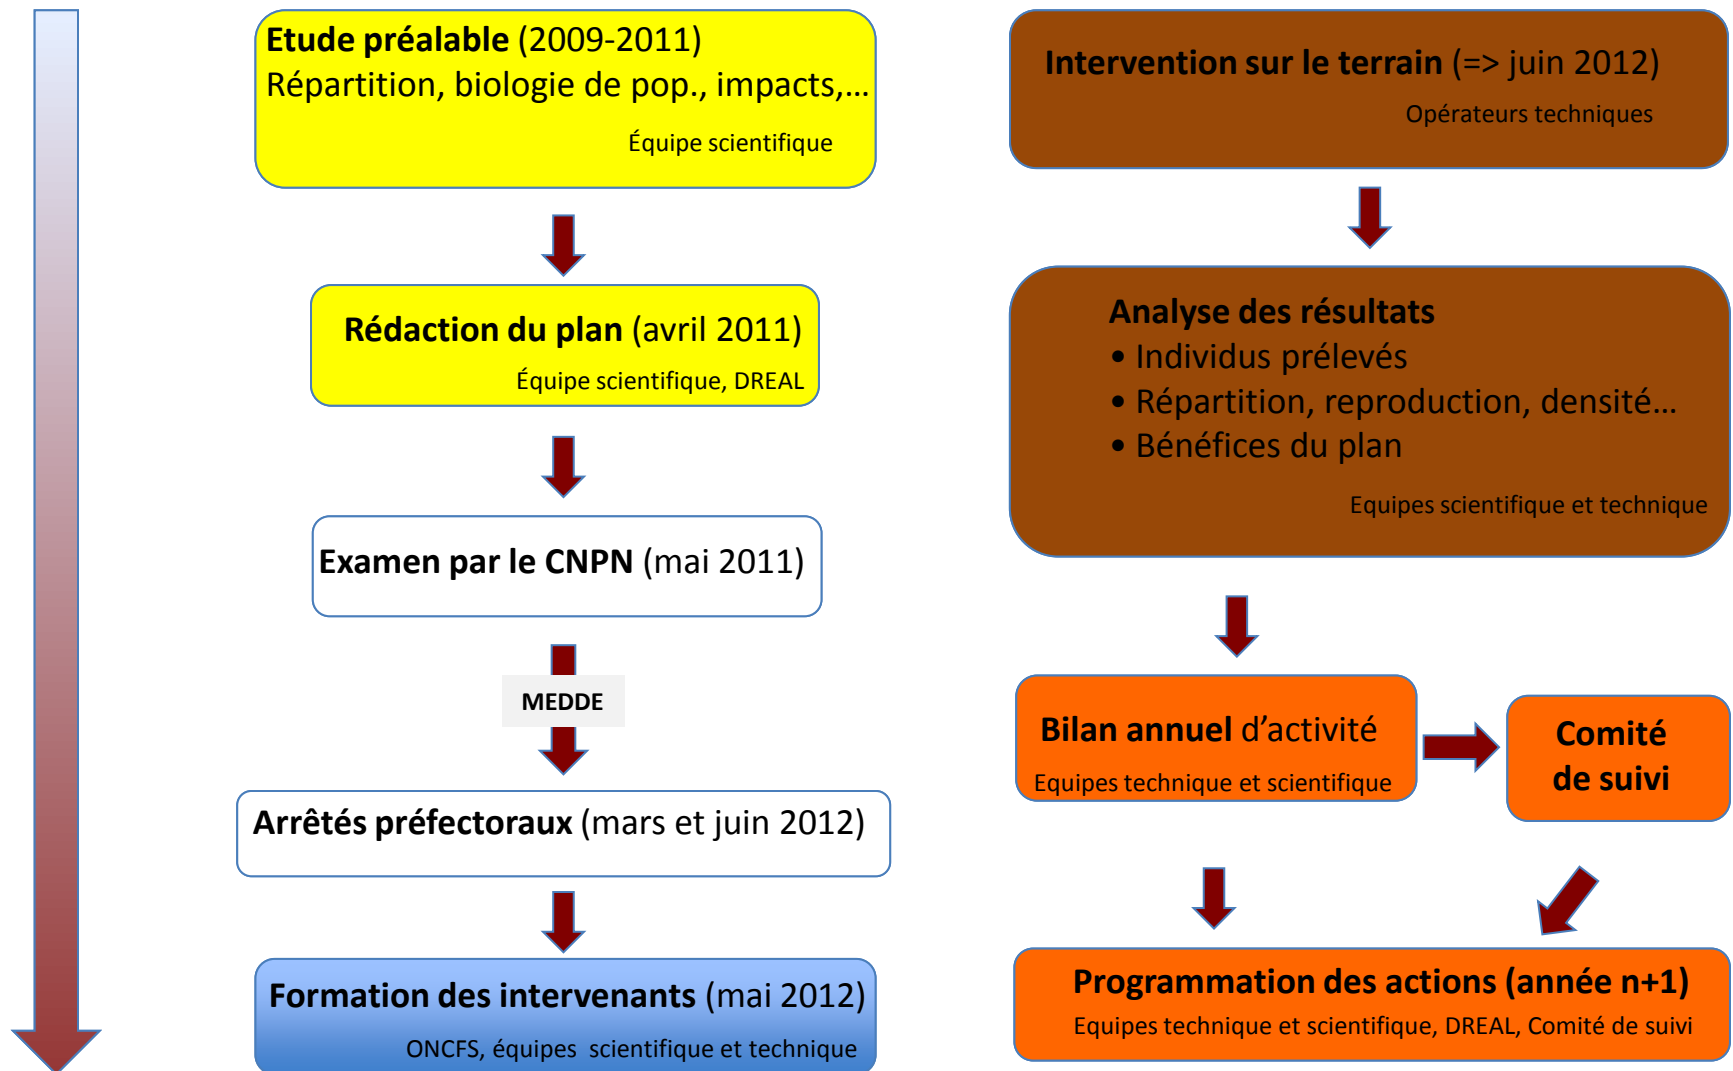 Etude préalable (2009-2011)
Répartition, biologie de pop., impacts,…
Équipe scientifique
Rédaction du plan (avril 2011)
Équipe scientifique, DREAL
Examen par le CNPN (mai 2011)
MEDDE
Arrêtés préfectoraux (mars et juin 2012)
Formation des intervenants (mai 2012)
ONCFS, équipes scientifique et technique
Intervention sur le terrain (=> juin 2012)
Opérateurs techniques
Analyse des résultats
• Individus prélevés
• Répartition, reproduction, densité…
• Bénéfices du plan
Equipes scientifique et technique
Bilan annuel d’activité
Equipes technique et scientifique
Comité
de suivi
Programmation des actions (année n+1)
Equipes technique et scientifique, DREAL, Comité de suivi